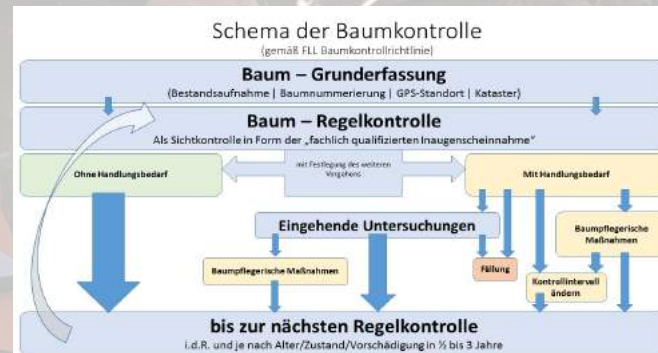 Schema der Baumkontrolle
(gemäß FLL Baumkontrollrichtlinie)
Baum – Grunderfassung
(Bestandsaufnahme | Baumnummerierung | GPS-Standort | Kataster)
Baum – Regelkontrolle
Als Sichtkontrolle in Form der „fachlich qualifizierten Inaugenscheinnahme“
Ohne Handlungsbedarf
mit Festlegung des weiteren
Vorgehens
Mit Handlungsbedarf
Eingehende Untersuchungen
Baumpflegerische
Maßnahmen
Baumpflegerische Maßnahmen
Fällung
Kontrollintervall
ändern
bis zur nächsten Regelkontrolle
i.d.R. und je nach Alter/Zustand/Vorschädigung in ½ bis 3 Jahre